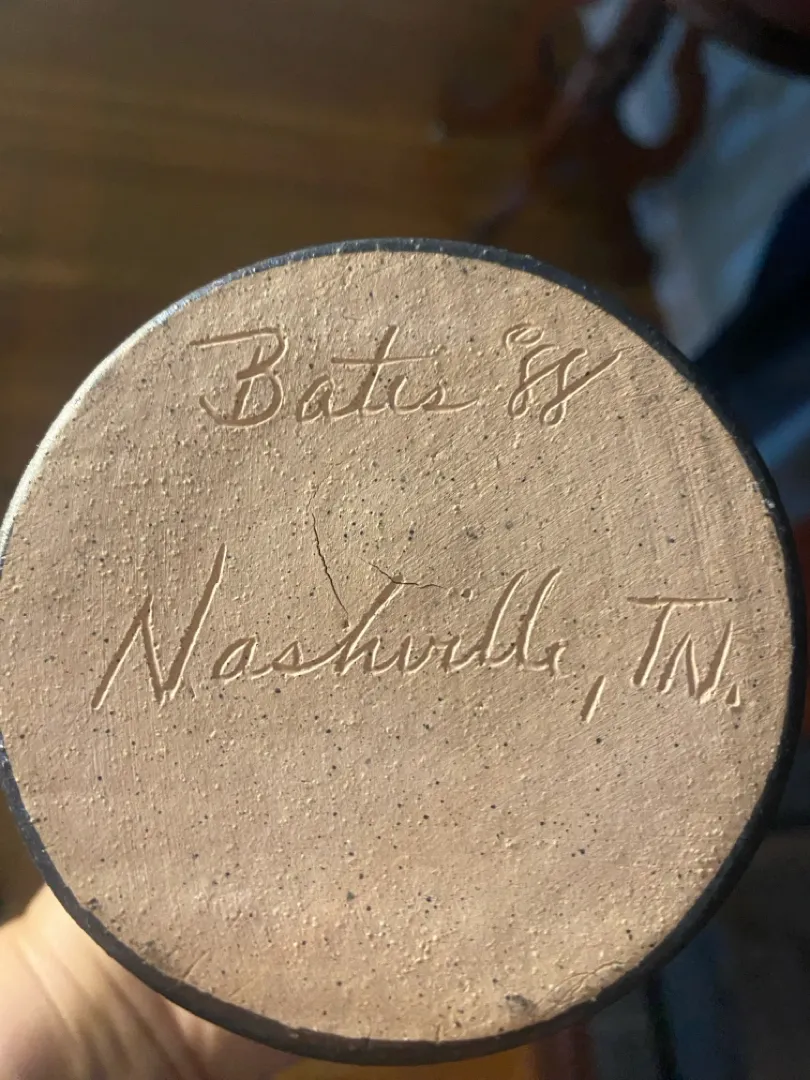 Bates '88
Nashville, TN.